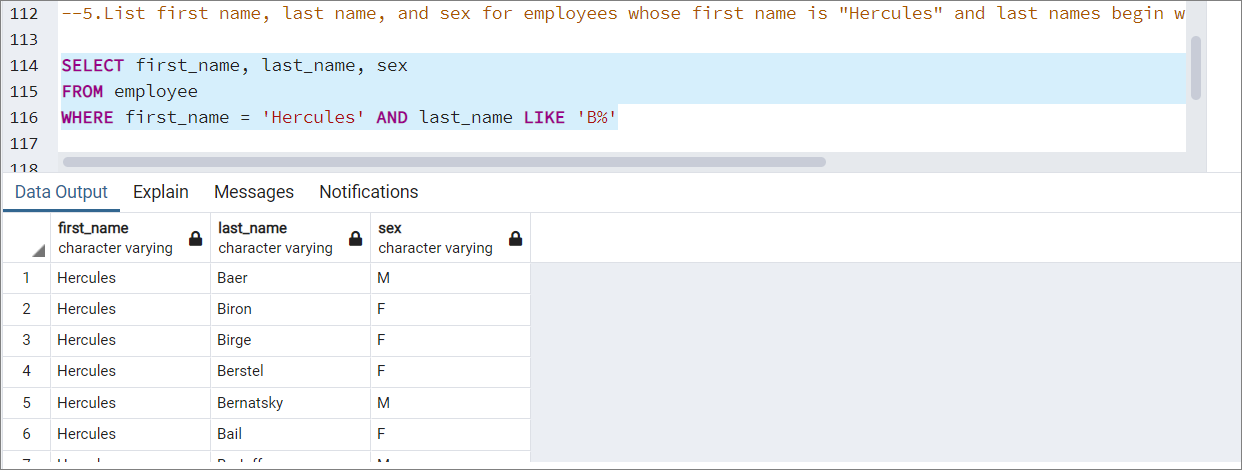 112 --5.List first name, last name, and sex for employees whose first name is "Hercules" and last names begin w
113
114 SELECT first_name, last_name, sex
115 FROM employee
116 WHERE first_name = 'Hercules' AND last_name LIKE 'B%'
117
118
Data Output Explain Messages Notifications
first_name last_name sex
character varying character varying character varying
1 Hercules Baer M
2 Hercules Biron F
3 Hercules Birge F
4 Hercules Berstel F
5 Hercules Bernatsky M
6 Hercules Bail F